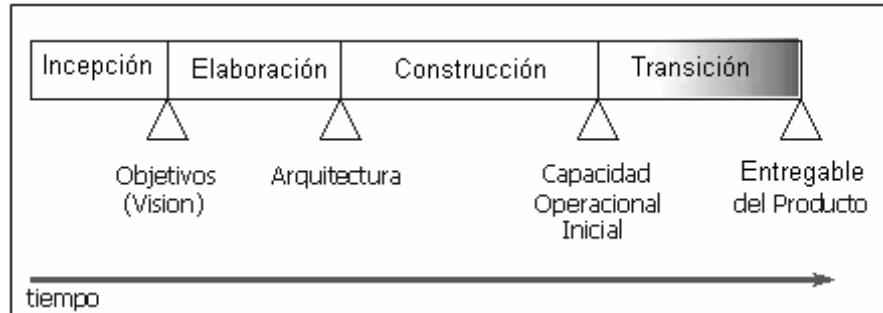 Incepción
Elaboración
Construcción
Transición
Objetivos
(Vision)
Arquitectura
Capacidad
Operacional
Inicial
Entregable
del Producto
tiempo